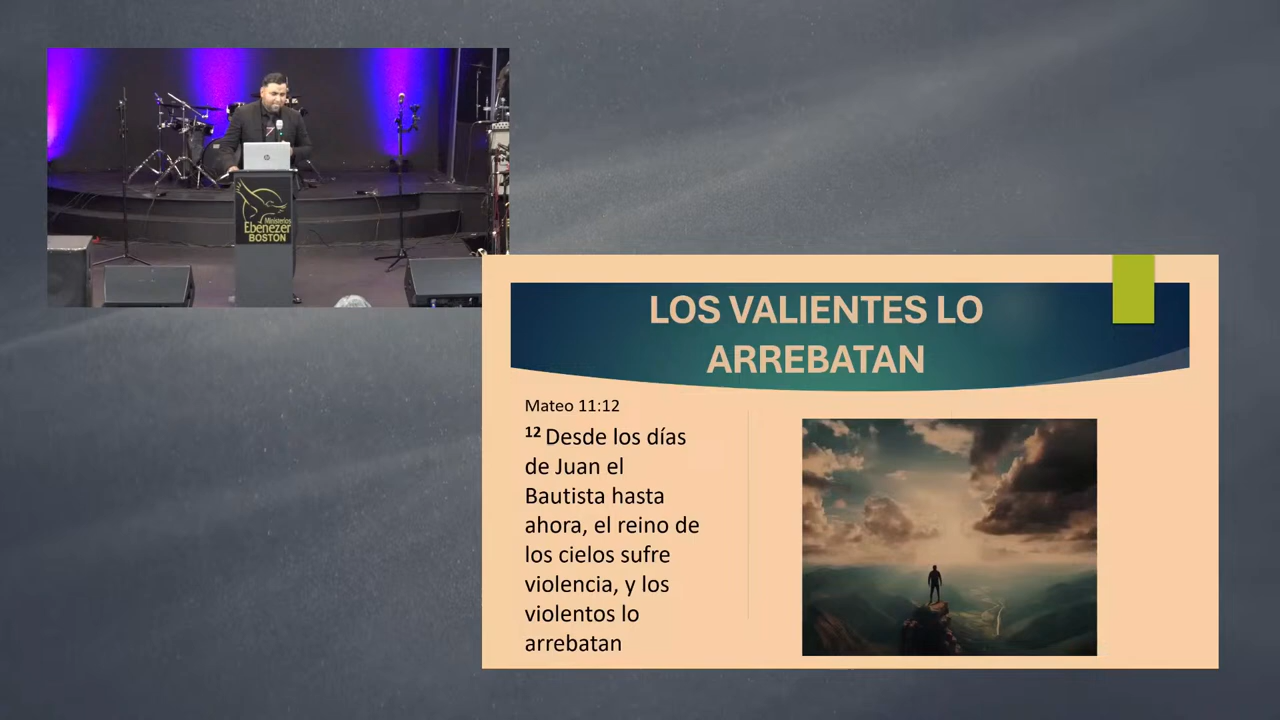 Ministerios
Ebenezer
BOSTON
LOS VALIENTES LO
ARREBATAN
Mateo 11:12
12 Desde los días
de Juan el
Bautista hasta
ahora, el reino de
los cielos sufre
violencia, y los
violentos lo
arrebatan